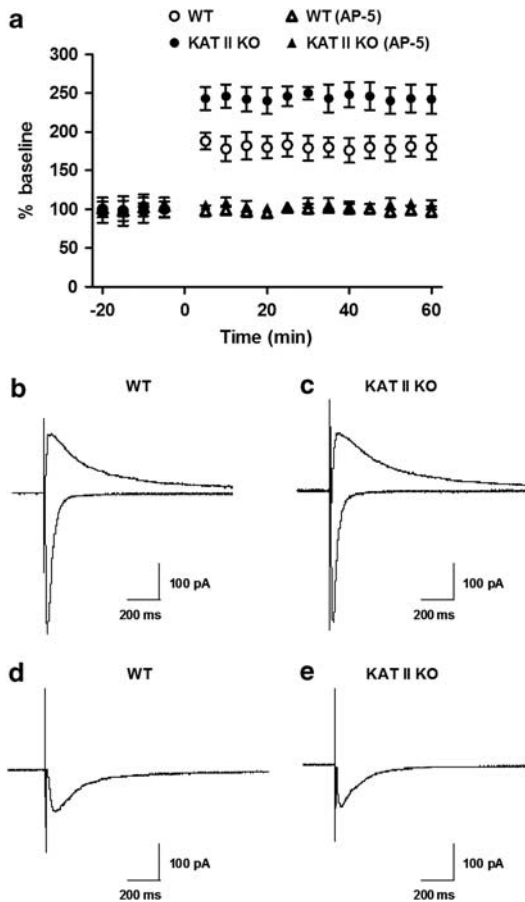 a
WT WT (AP-5)
KAT II KO KAT II KO (AP-5)
300
250
200
150
100
50
0
% baseline
-20 0 20 40 60
Time (min)
b WT c KAT II KO
100 pA 100 pA
200 ms 200 ms
d WT e KAT II KO
100 pA 100 pA
200 ms 200 ms